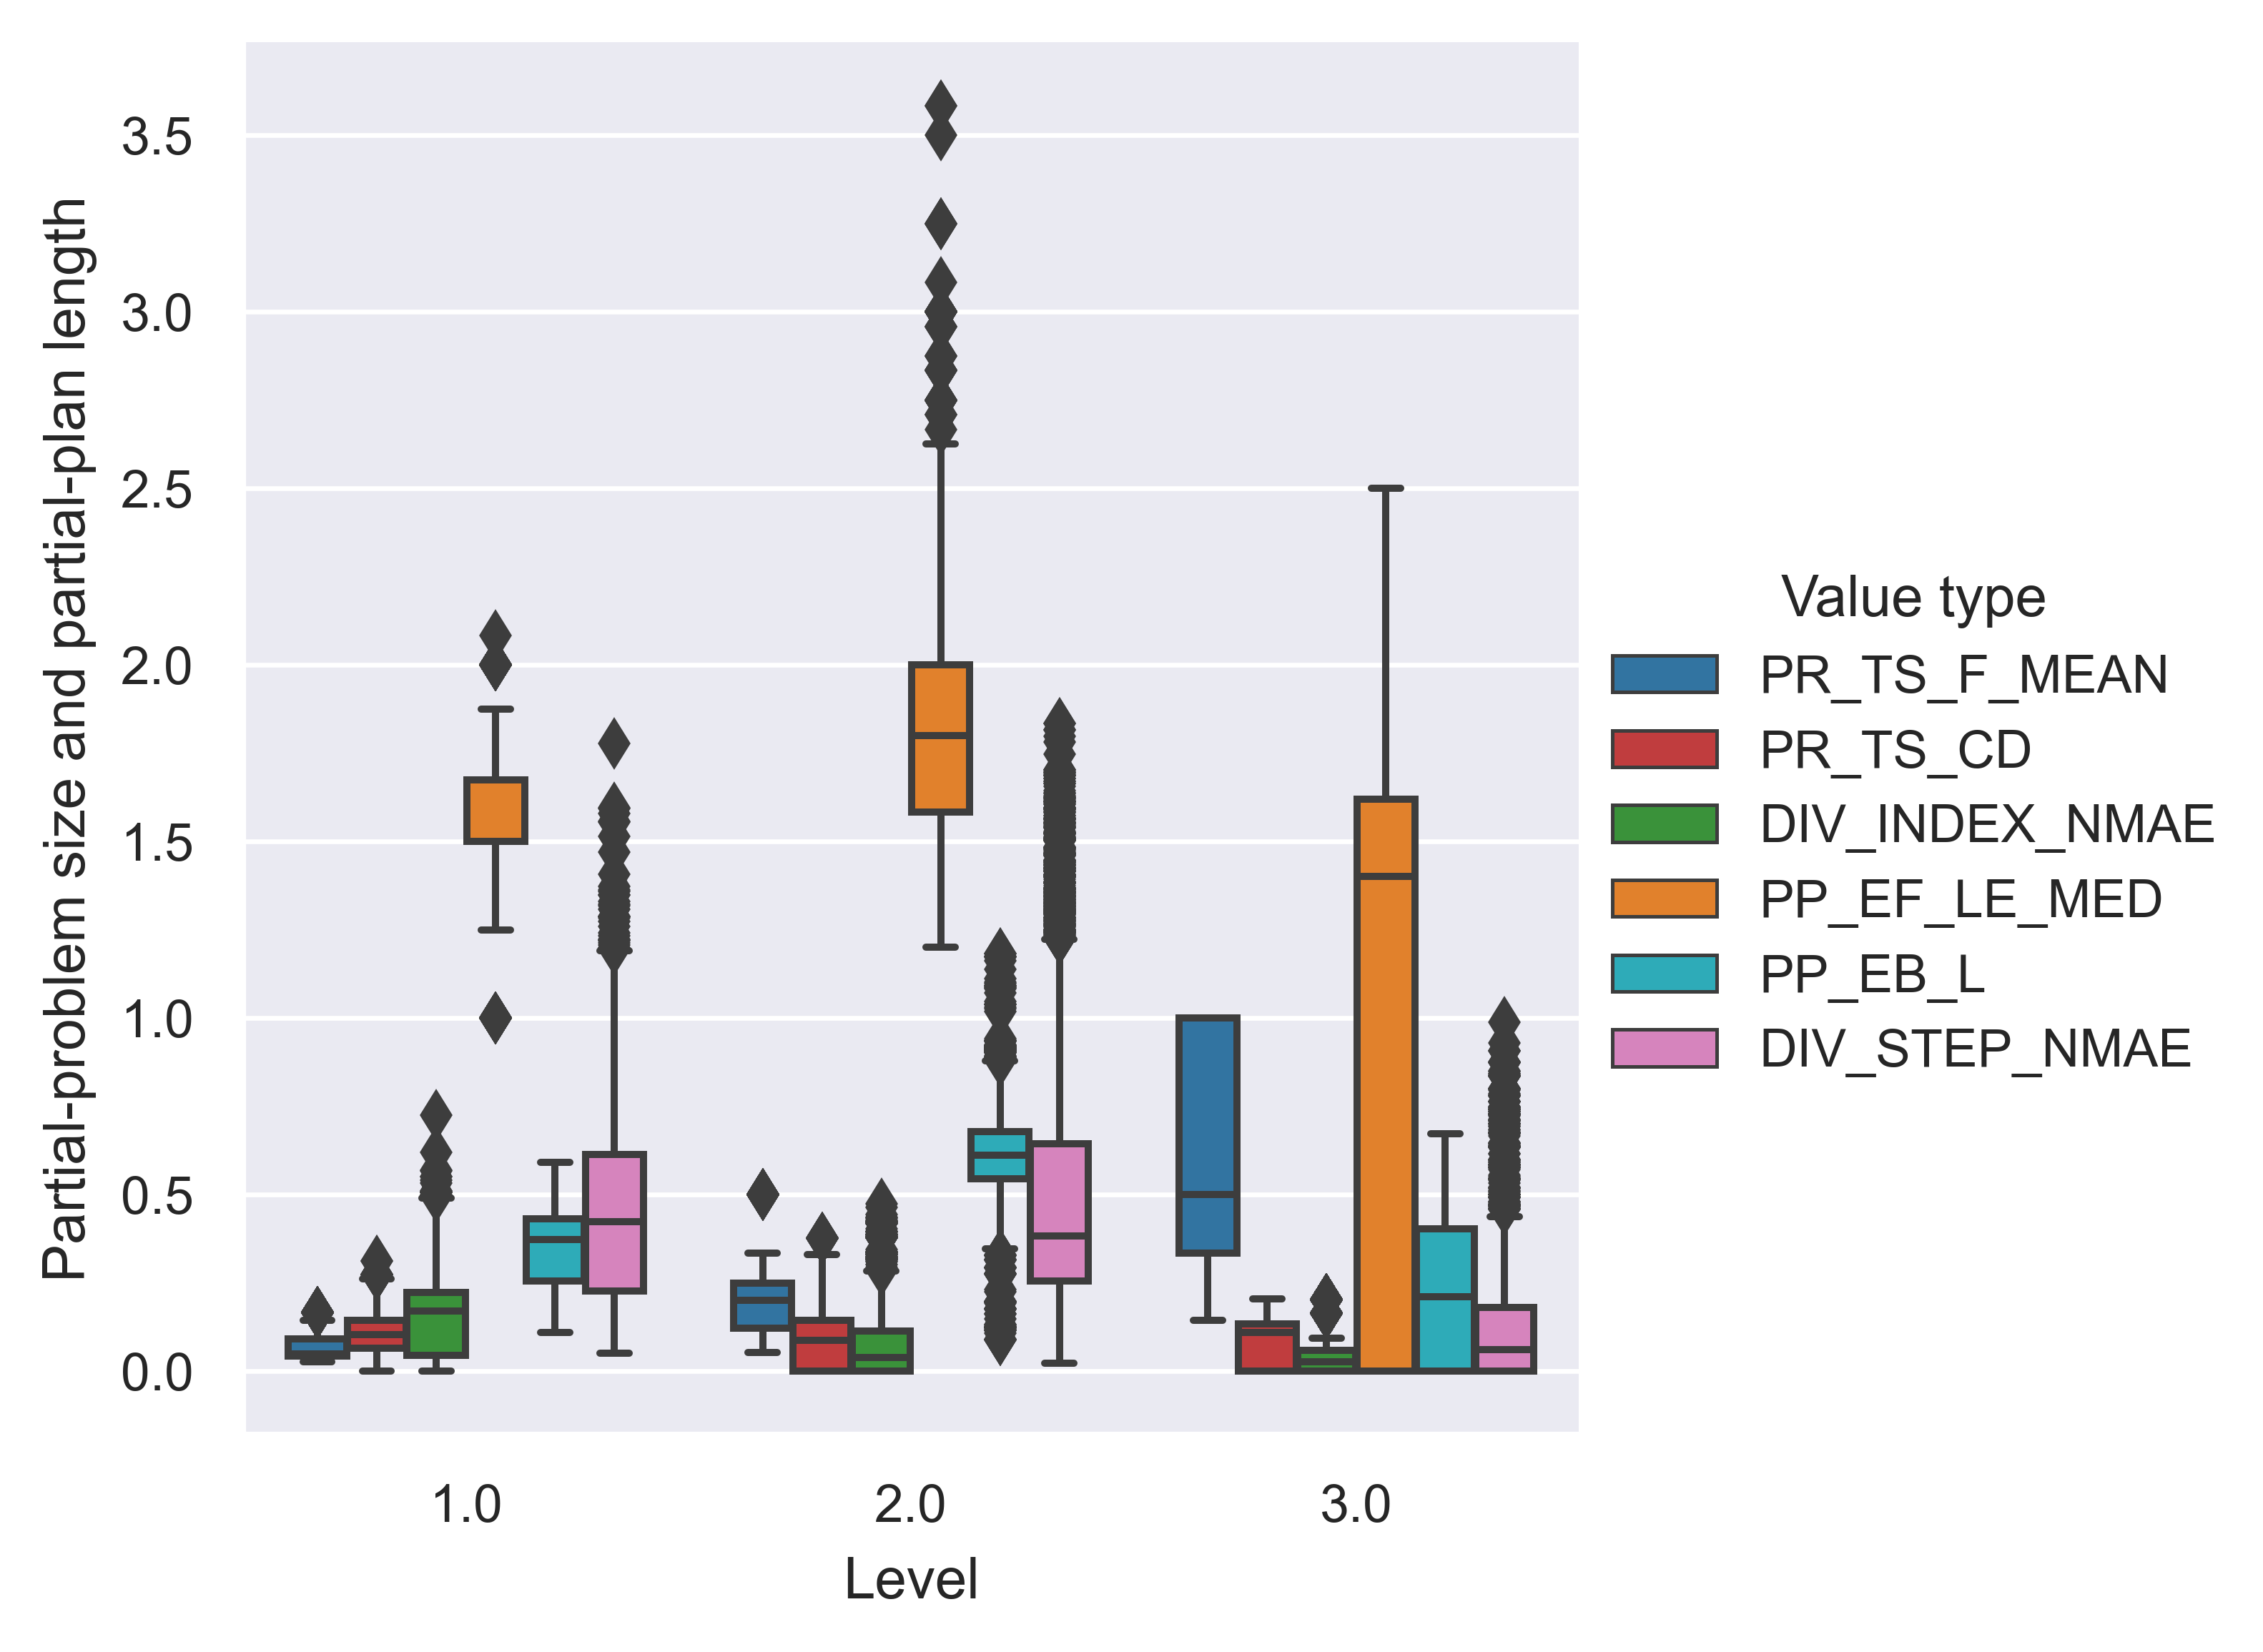 Partial-problem size and partial-plan length
3.5
3.0
2.5
2.0
1.5
1.0
0.5
0.0
1.0 2.0 3.0
Level
Value type
PR_TS_F_MEAN
PR_TS_CD
DIV_INDEX_NMAE
PP_EF_LE_MED
PP_EB_L
DIV_STEP_NMAE